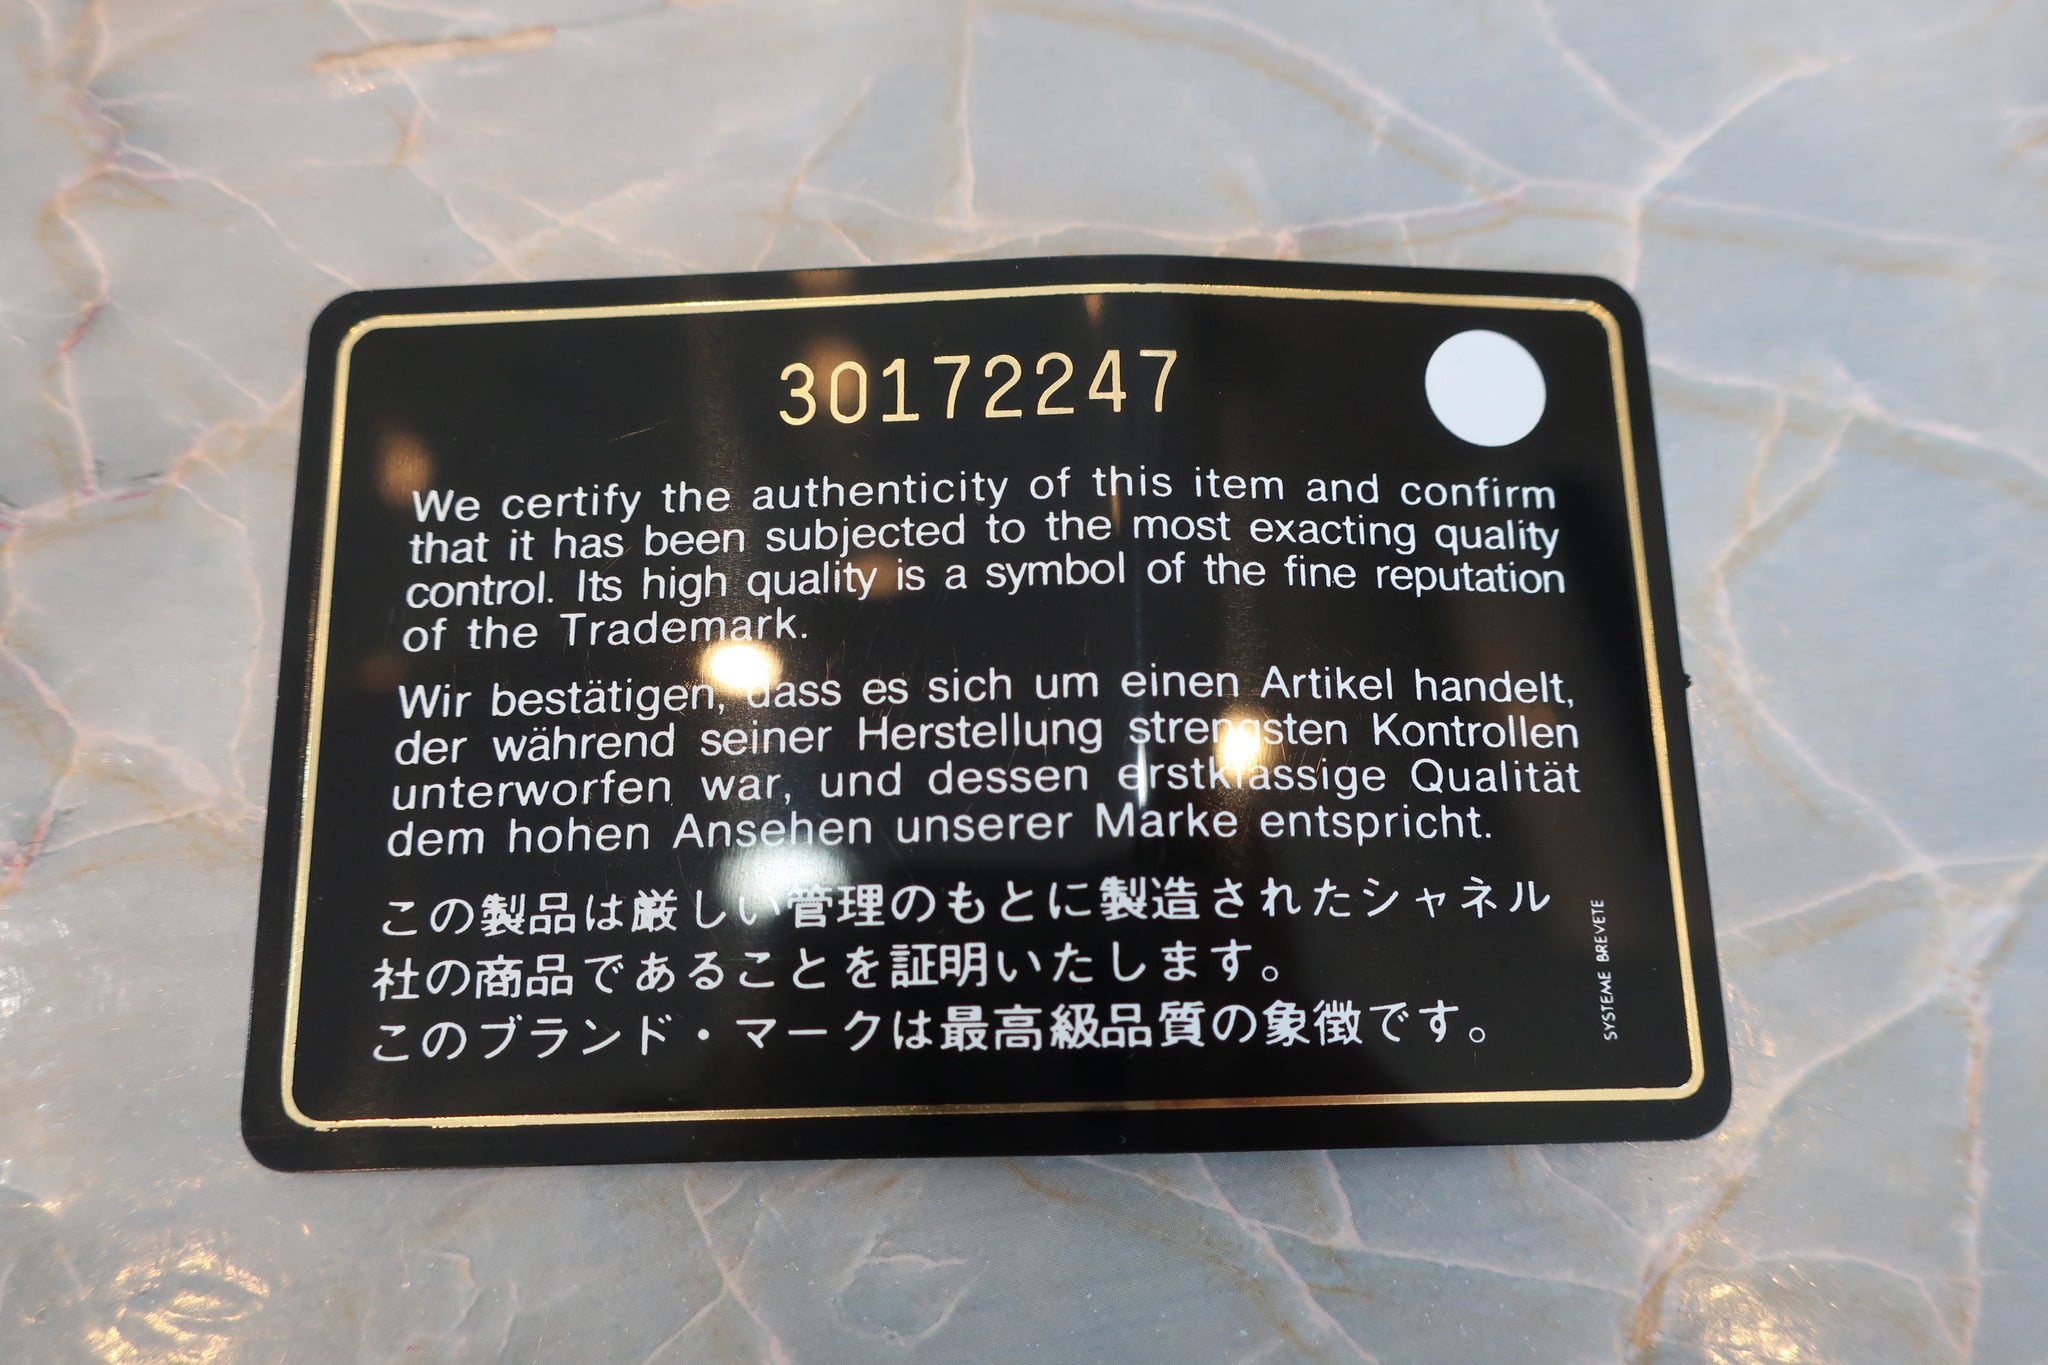 30172247
We certify the authenticity of this item and confirm
that it has been subjected to the most exacting quality
control. Its high quality is a symbol of the fine reputation
of the Trademark.
Wir bestätigen, dass es sich um einen Artikel handelt,
der während seiner Herstellung strengsten Kontrollen
unterworfen war, und dessen erstklassige Qualität
dem hohen Ansehen unserer Marke entspricht.
この製品は厳しい管理のもとに製造されたシャネル
社の商品であることを証明いたします。
このブランド・マークは最高級品質の象徴です。
SYSTEME BREVETE